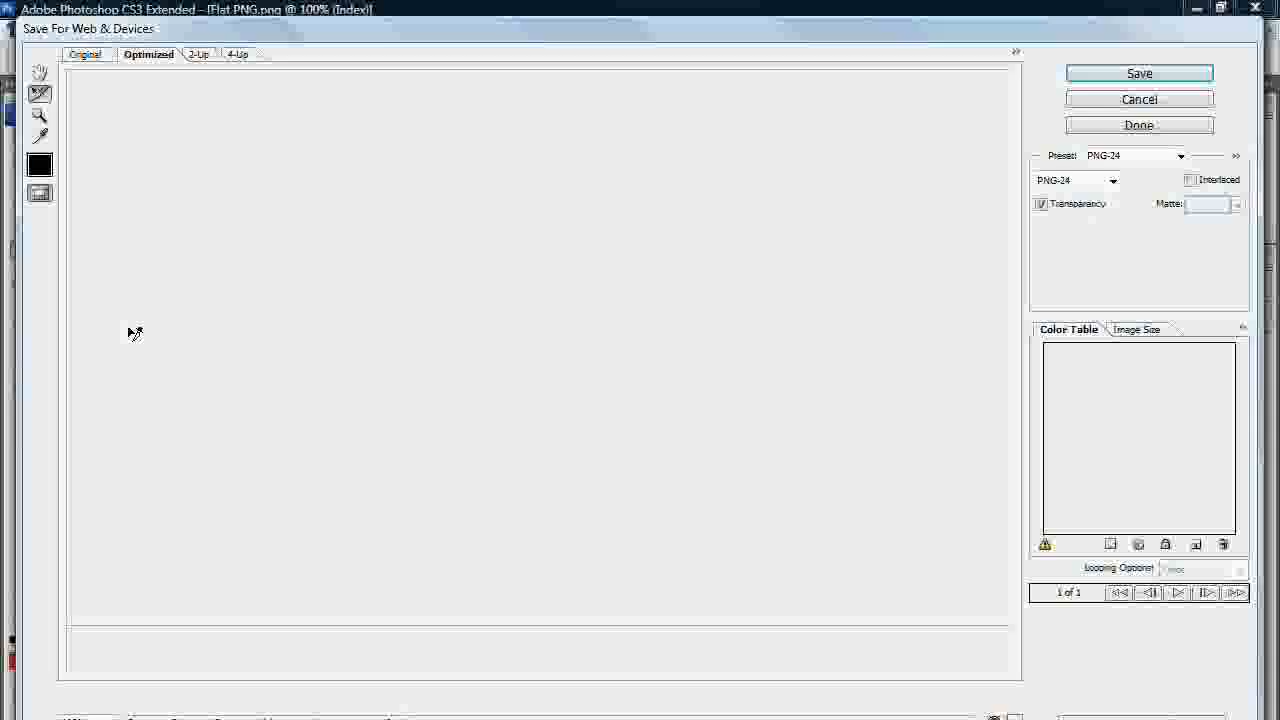 Adobe Photoshop CS3 Extended - [Flat PNG.png @ 100% (Index)]
Save For Web & Devices
Original Optimized 2-Up 4-Up
Save
Cancel
Done
Preset: PNG-24
PNG-24 Interlaced
Transparency Matte:
Color Table Image Size
Looping Options:
1 of 1